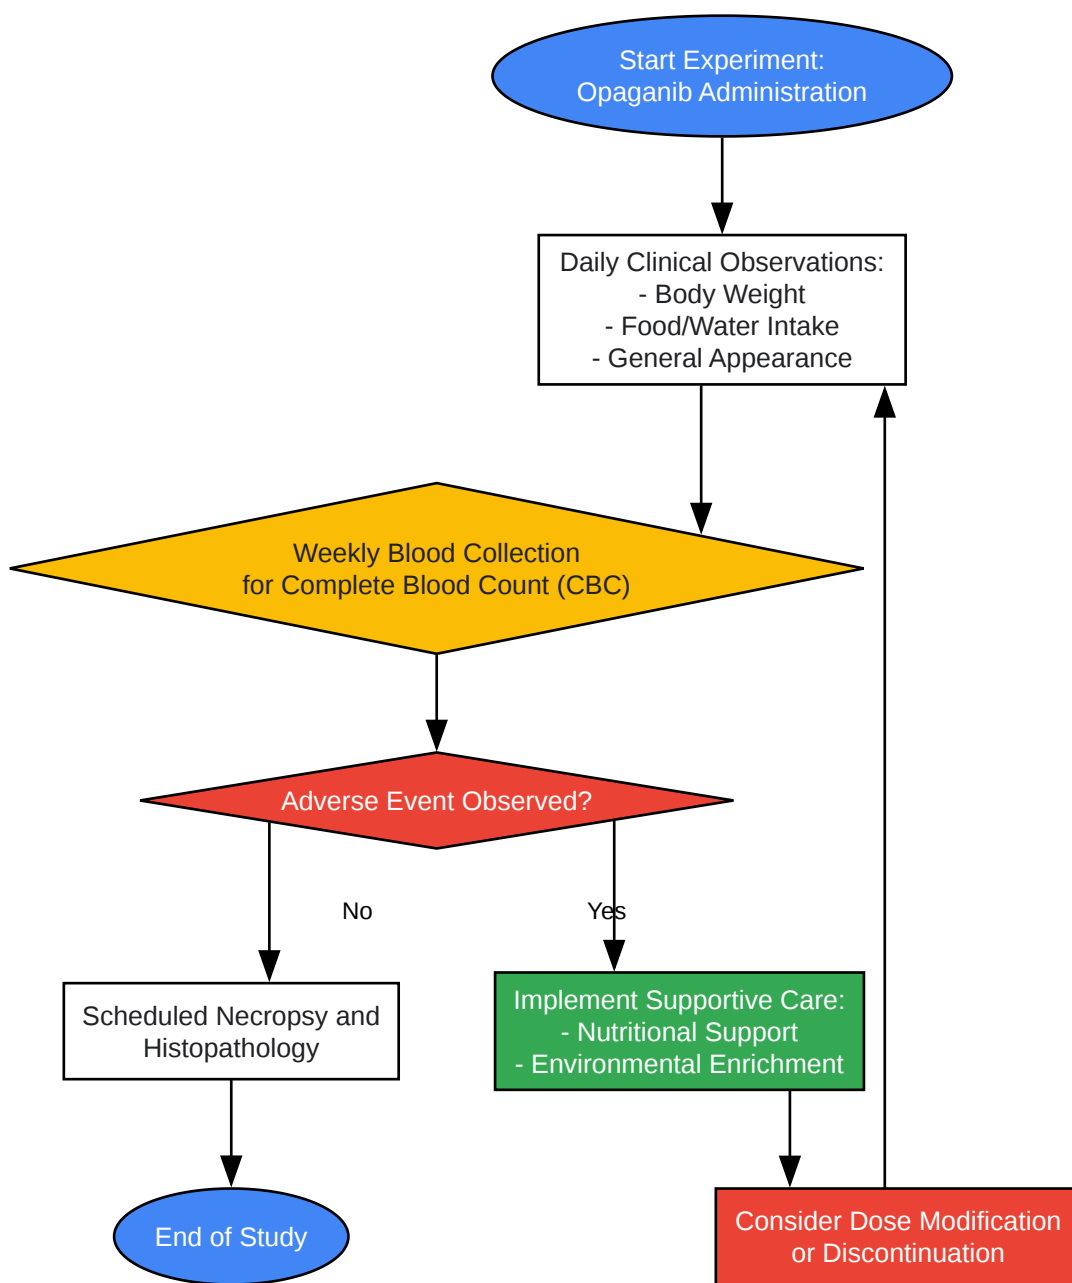 Start Experiment:
Opaganib Administration
Daily Clinical Observations:
- Body Weight
- Food/Water Intake
- General Appearance
Weekly Blood Collection
for Complete Blood Count (CBC)
Adverse Event Observed?
No
Yes
Scheduled Necropsy and
Histopathology
Implement Supportive Care:
- Nutritional Support
- Environmental Enrichment
End of Study
Consider Dose Modification
or Discontinuation